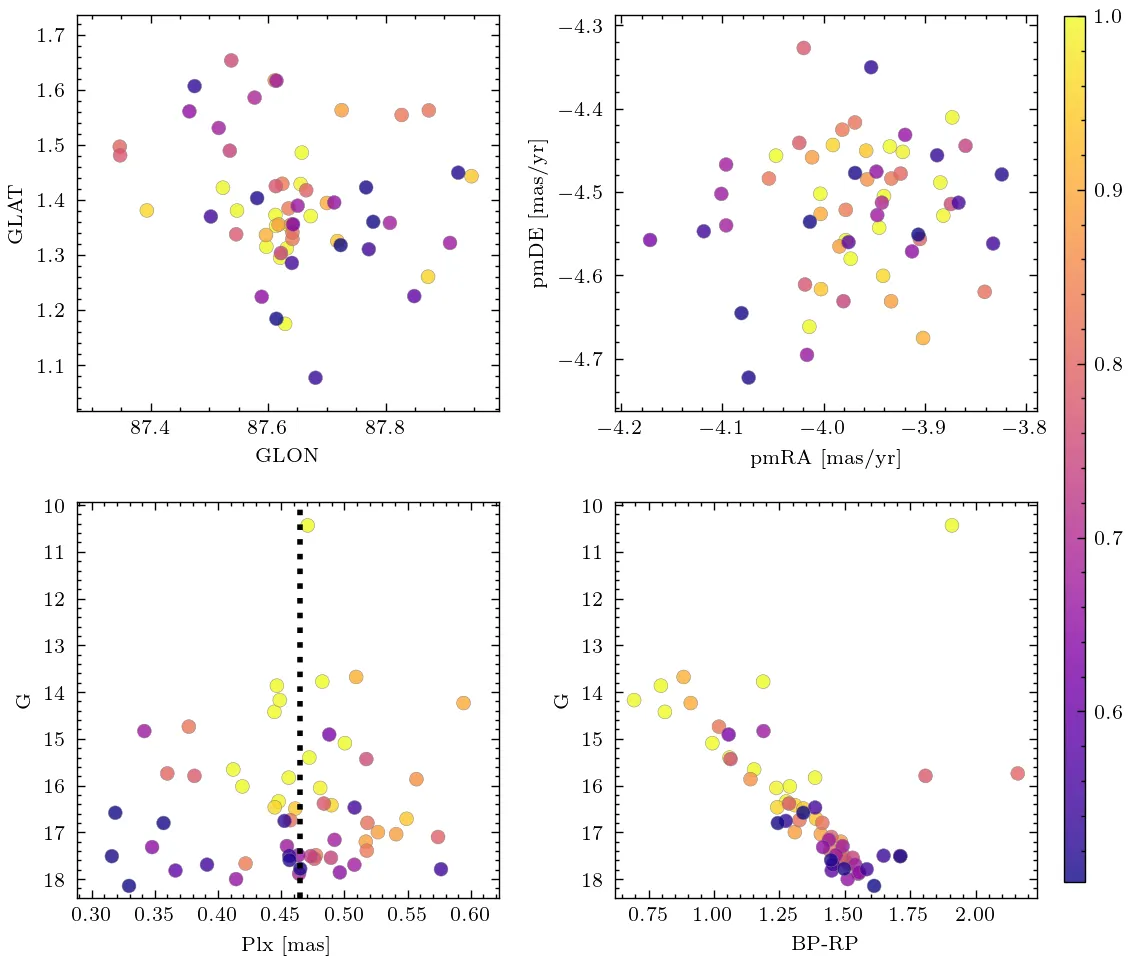 1.7
1.6
1.5
1.4
1.3
1.2
1.1
GLAT
87.4 87.6 87.8
GLON
−4.3
−4.4
−4.5
−4.6
−4.7
pmDE [mas/yr]
−4.2 −4.1 −4.0 −3.9 −3.8
pmRA [mas/yr]
10
11
12
13
14
15
16
17
18
G
0.30 0.35 0.40 0.45 0.50 0.55 0.60
Plx [mas]
10
11
12
13
14
15
16
17
18
G
0.75 1.00 1.25 1.50 1.75 2.00
BP-RP
1.0
0.9
0.8
0.7
0.6